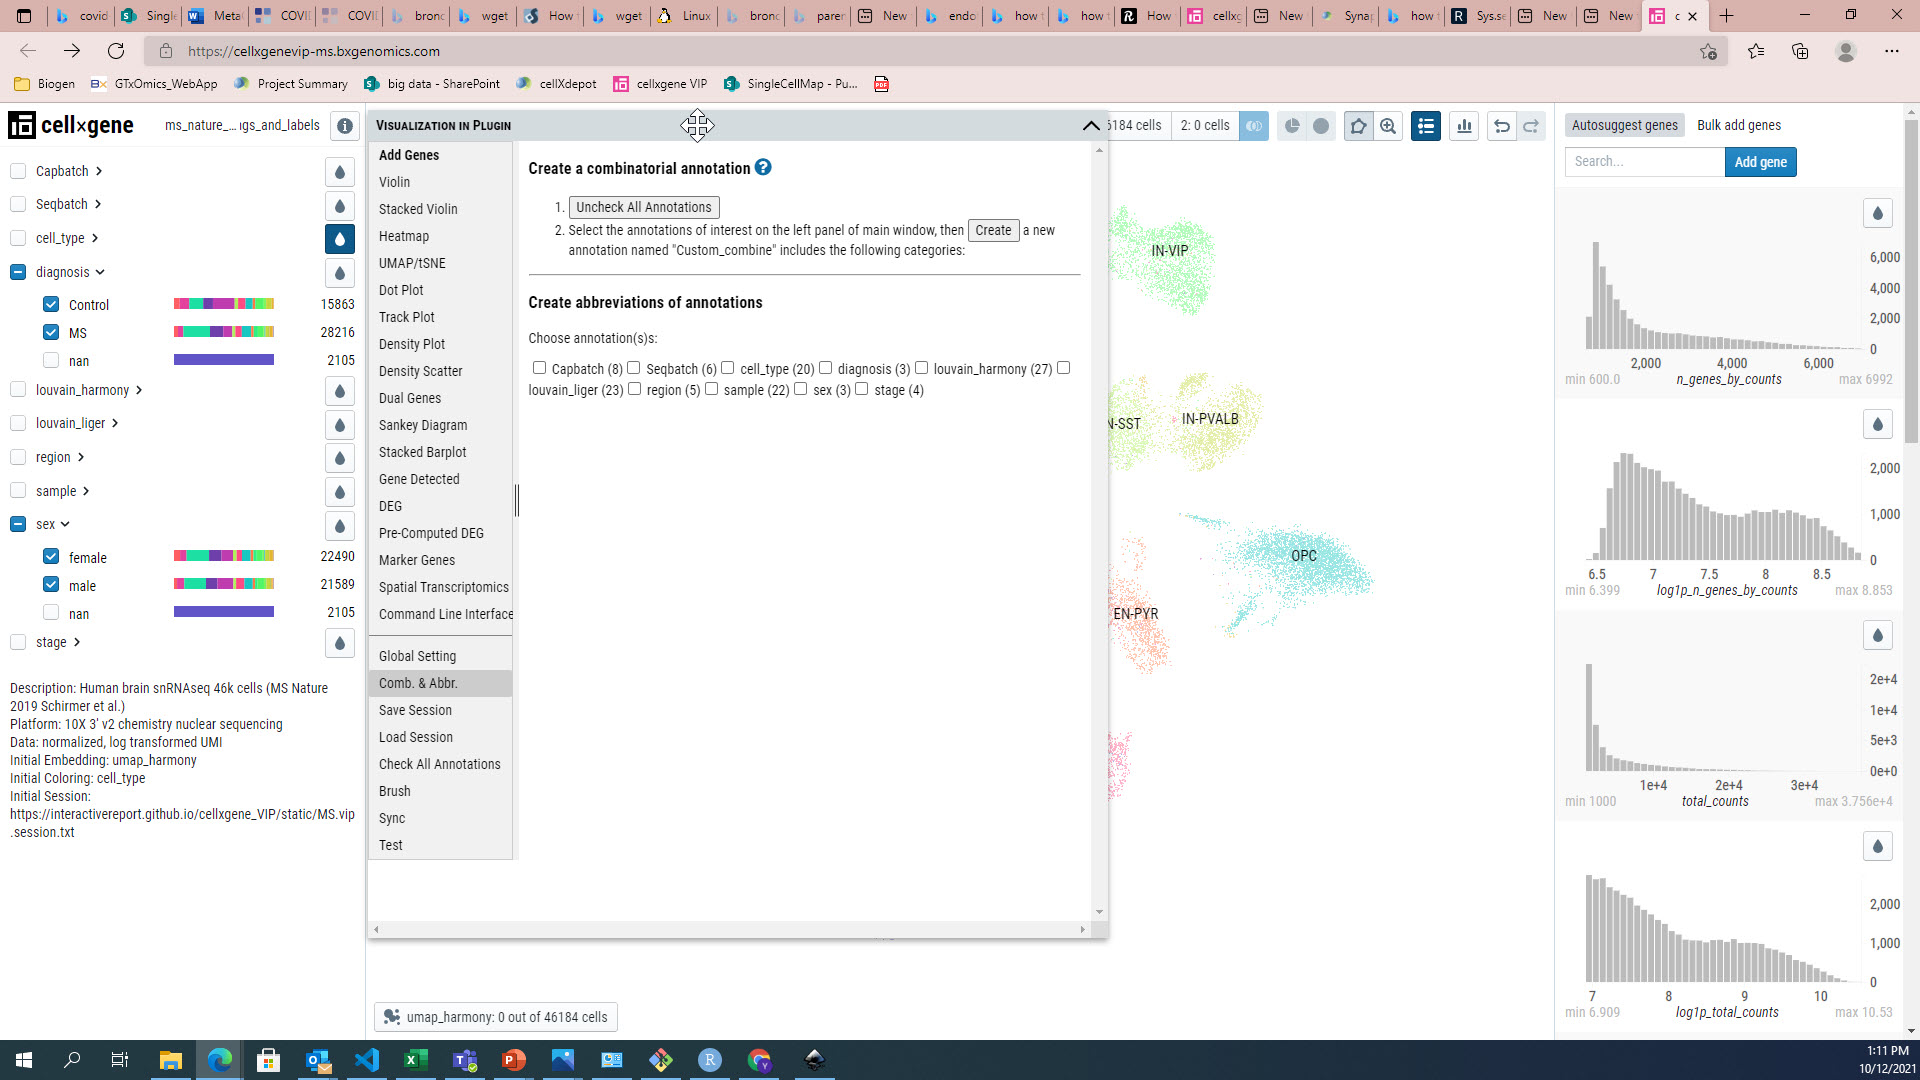 covid
Single
Meta
COVI
COVI
bronc
wget
How t
wget
Linux
bronc
paren
New
endo
how t
how t
How
cellxg
New
Syna
how t
Sys.se
New
New
c
https://cellxgenevip-ms.bxgenomics.com
Biogen
GTxOmics_WebApp
Project Summary
big data - SharePoint
cellXdepot
cellxgene VIP
SingleCellMap - Pu...
cell×gene
ms_nature_... ıgs_and_labels
Visualization in Plugin
6184 cells
2: 0 cells
Autosuggest genes
Bulk add genes
Search...
Add gene
Capbatch
Seqbatch
cell_type
diagnosis
Control 15863
MS 28216
nan 2105
louvain_harmony
louvain_liger
region
sample
sex
female 22490
male 21589
nan 2105
stage
Description: Human brain snRNAseq 46k cells (MS Nature
2019 Schirmer et al.)
Platform: 10X 3' v2 chemistry nuclear sequencing
Data: normalized, log transformed UMI
Initial Embedding: umap_harmony
Initial Coloring: cell_type
Initial Session:
https://interactivereport.github.io/cellxgene_VIP/static/MS.vip
.session.txt
Add Genes
Violin
Stacked Violin
Heatmap
UMAP/tSNE
Dot Plot
Track Plot
Density Plot
Density Scatter
Dual Genes
Sankey Diagram
Stacked Barplot
Gene Detected
DEG
Pre-Computed DEG
Marker Genes
Spatial Transcriptomics
Command Line Interface
Global Setting
Comb. & Abbr.
Save Session
Load Session
Check All Annotations
Brush
Sync
Test
Create a combinatorial annotation ?
1. Uncheck All Annotations
2. Select the annotations of interest on the left panel of main window, then Create a new
annotation named "Custom_combine" includes the following categories:
Create abbreviations of annotations
Choose annotation(s)s:
Capbatch (8) Seqbatch (6) cell_type (20) diagnosis (3) louvain_harmony (27)
louvain_liger (23) region (5) sample (22) sex (3) stage (4)
IN-VIP
N-SST
IN-PVALB
OPC
EN-PYR
umap_harmony: 0 out of 46184 cells
6,000
4,000
2,000
0
2,000 4,000 6,000
min 600.0 n_genes_by_counts max 6992
2,000
1,000
0
6.5 7 7.5 8 8.5
min 6.399 log1p_n_genes_by_counts max 8.853
2e+4
1e+4
5e+3
0e+0
1e+4 2e+4 3e+4
min 1000 total_counts max 3.756e+4
2,000
1,000
0
7 8 9 10
min 6.909 log1p_total_counts max 10.53
1:11 PM
10/12/2021